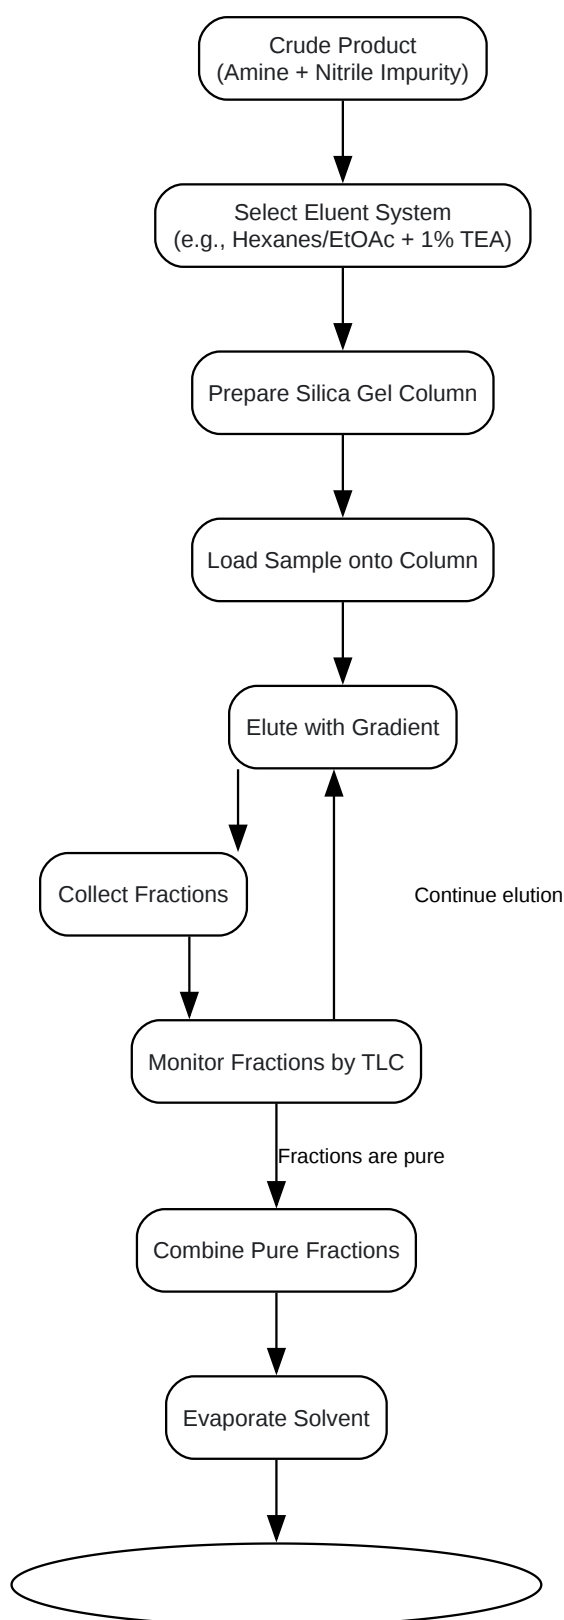 Crude Product
(Amine + Nitrile Impurity)
Select Eluent System
(e.g., Hexanes/EtOAc + 1% TEA)
Prepare Silica Gel Column
Load Sample onto Column
Elute with Gradient
Collect Fractions
Continue elution
Monitor Fractions by TLC
Fractions are pure
Combine Pure Fractions
Evaporate Solvent